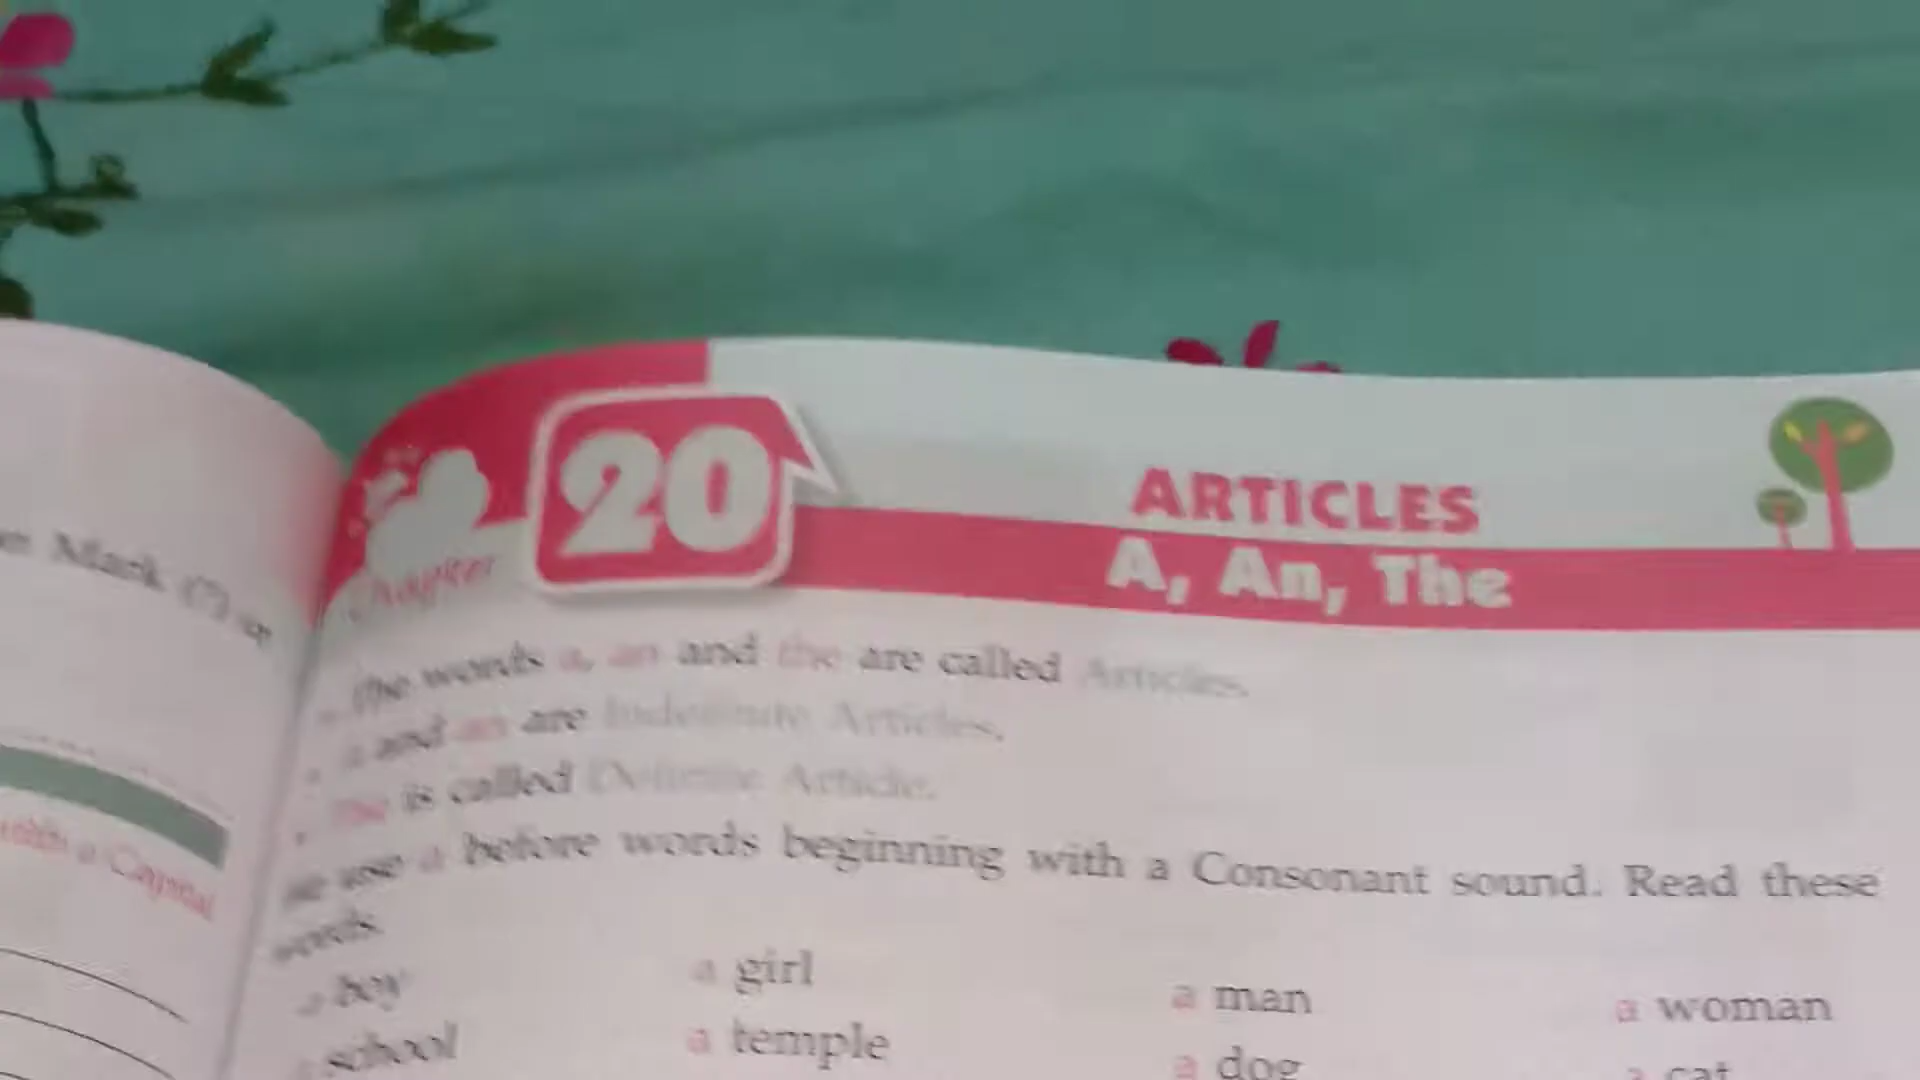 Mark (?)
with a Capital
Chapter 20
ARTICLES
A, An, The
The words a, an and the are called Articles.
a and an are Indefinite Articles.
the is called Definite Article.
We use a before words beginning with a Consonant sound. Read these
words.
a boy a girl a man a woman
a school a temple a dog a cat